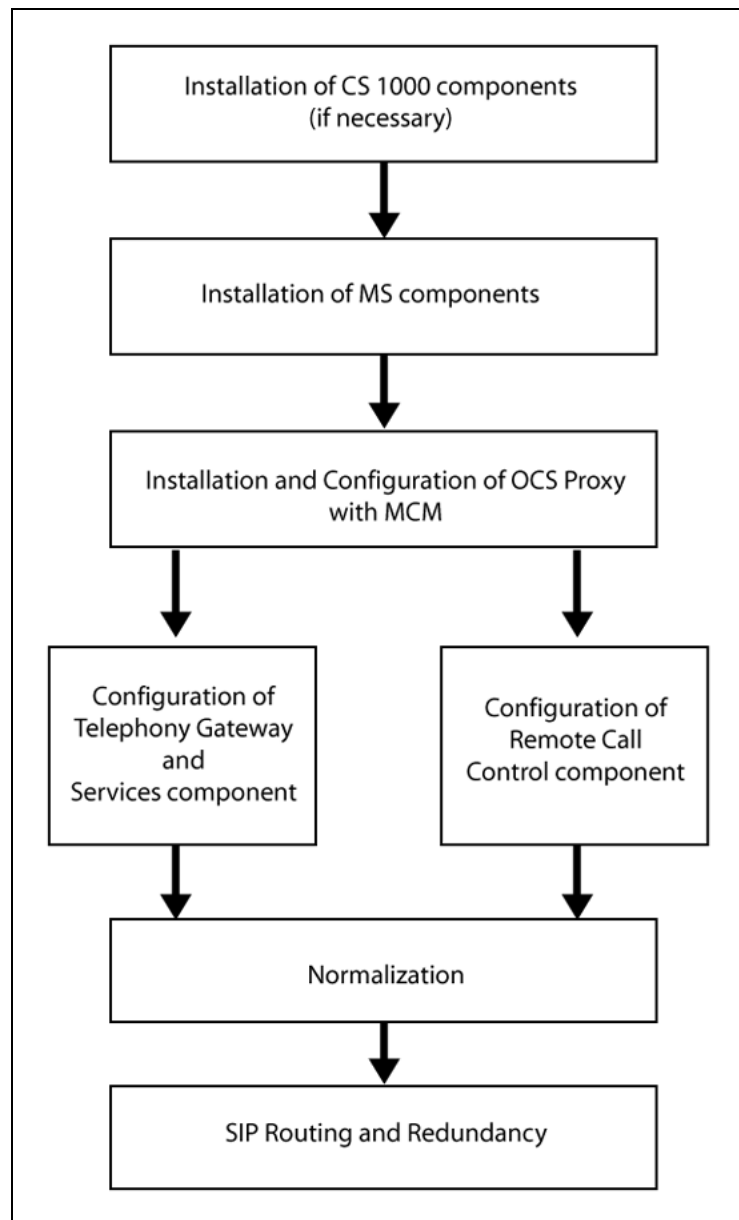 Installation of CS 1000 components
(if necessary)
Installation of MS components
Installation and Configuration of OCS Proxy
with MCM
Configuration of
Telephony Gateway
and
Services component
Configuration of
Remote Call
Control component
Normalization
SIP Routing and Redundancy